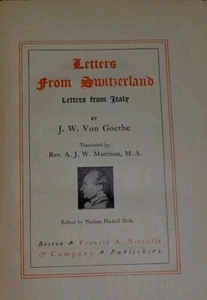 Letters
From Switzerland
Letters from Italy
BY
J. W. Von Goethe
Translated by
Rev. A. J. W. Morrison, M. A.
Edited by Nathan Haskell Dole
Boston Francis A. Niccolls
& Company Publishers